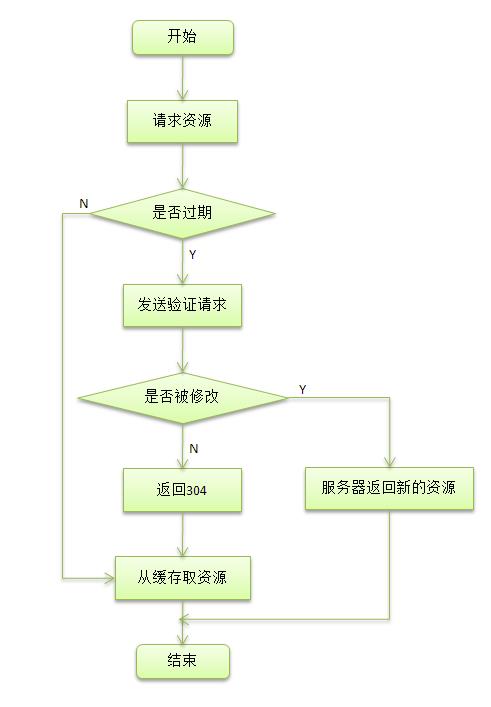 开始
请求资源
N
是否过期
Y
发送验证请求
是否被修改
Y
N
返回304
服务器返回新的资源
从缓存取资源
结束